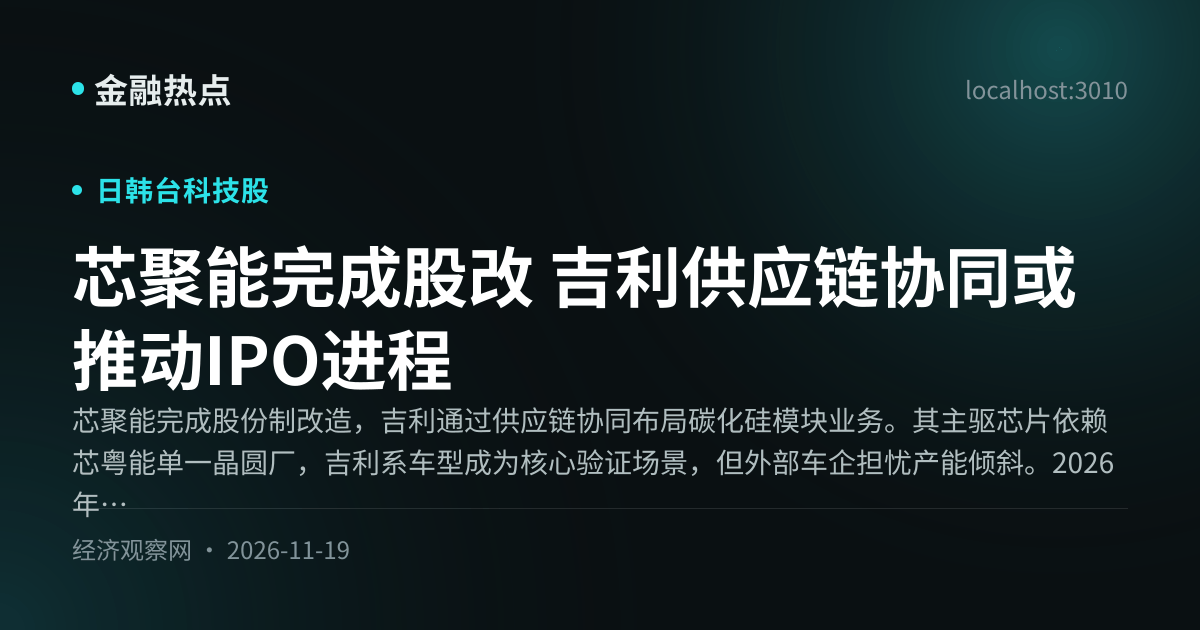 金融热点
localhost:3010
日韩台科技股
芯聚能完成股改 吉利供应链协同或
推动IPO进程
芯聚能完成股份制改造，吉利通过供应链协同布局碳化硅模块业务。其主驱芯片依赖
芯粤能单一晶圆厂，吉利系车型成为核心验证场景，但外部车企担忧产能倾斜。2026
年…
经济观察网 • 2026-11-19